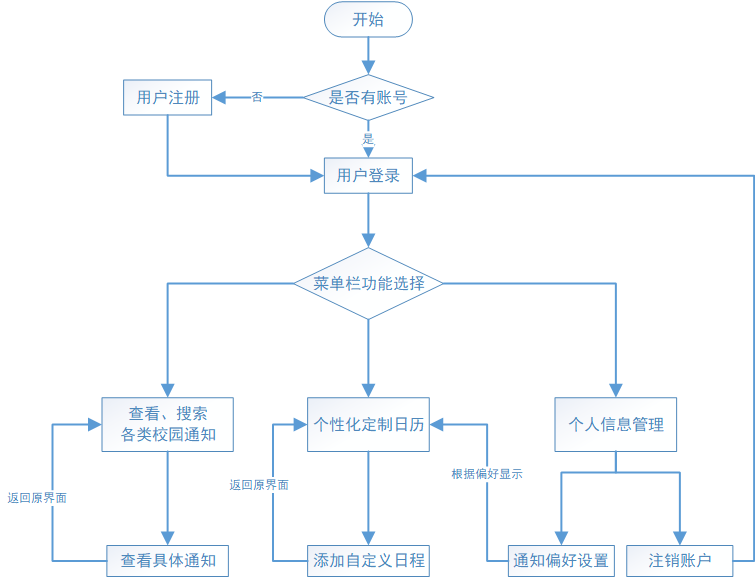 开始
是否有账号
否
用户注册
是
用户登录
菜单栏功能选择
查看、搜索
各类校园通知
个性化定制日历
个人信息管理
返回原界面
返回原界面
根据偏好显示
查看具体通知
添加自定义日程
通知偏好设置
注销账户